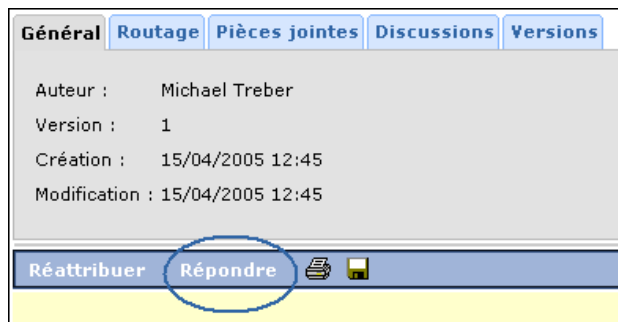 Général Routage Pièces jointes Discussions Versions
Auteur : Michael Treber
Version : 1
Création : 15/04/2005 12:45
Modification : 15/04/2005 12:45
Réattribuer Répondre